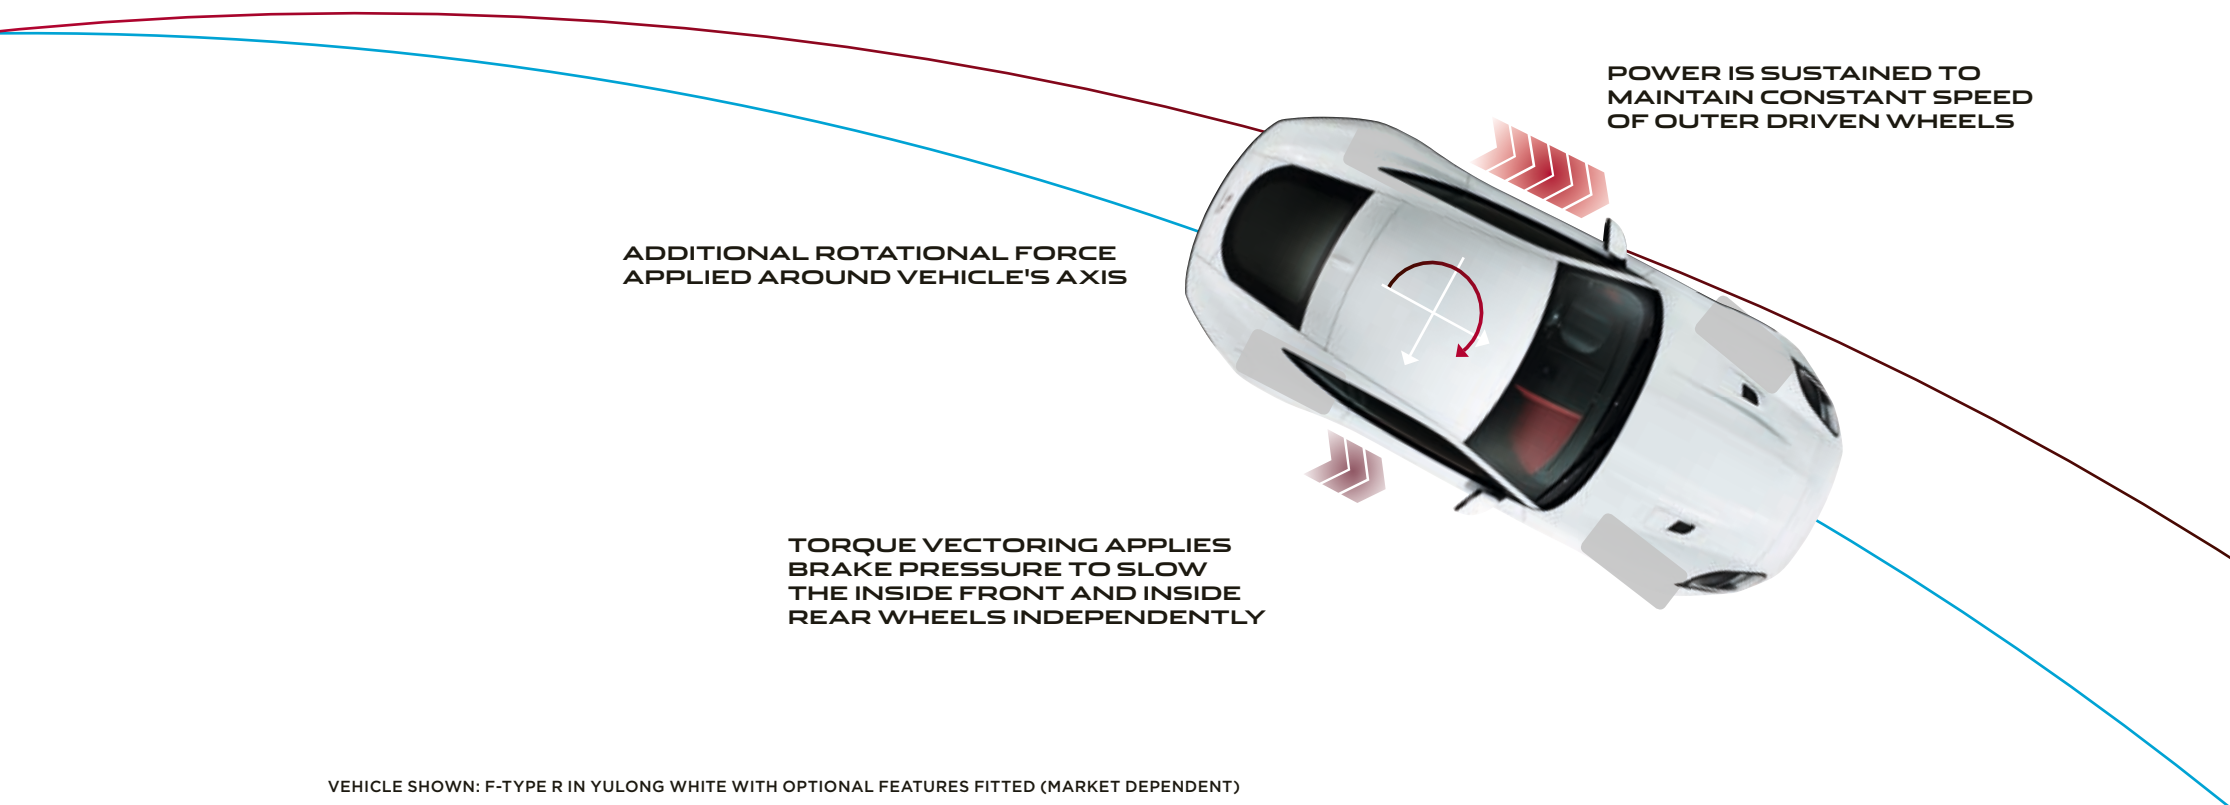 POWER IS SUSTAINED TO
MAINTAIN CONSTANT SPEED
OF OUTER DRIVEN WHEELS
ADDITIONAL ROTATIONAL FORCE
APPLIED AROUND VEHICLE'S AXIS
TORQUE VECTORING APPLIES
BRAKE PRESSURE TO SLOW
THE INSIDE FRONT AND INSIDE
REAR WHEELS INDEPENDENTLY
VEHICLE SHOWN: F-TYPE R IN YULONG WHITE WITH OPTIONAL FEATURES FITTED (MARKET DEPENDENT)